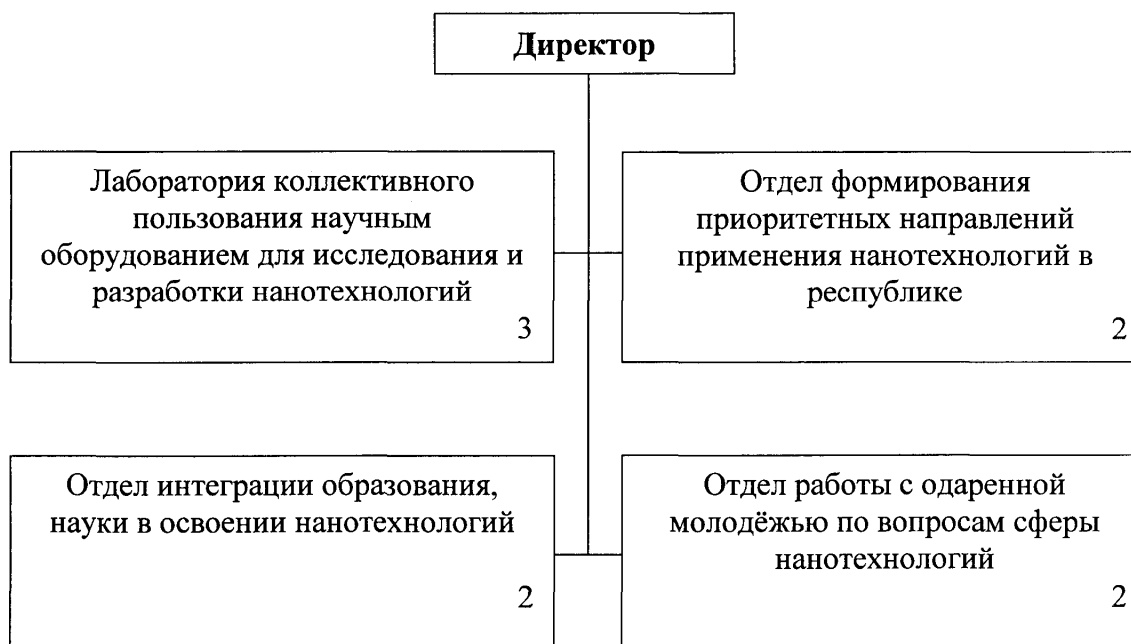 Директор
Лаборатория коллективного
пользования научным
оборудованием для исследования и
разработки нанотехнологий
3
Отдел формирования
приоритетных направлений
применения нанотехнологий в
республике
2
Отдел интеграции образования,
науки в освоении нанотехнологий
2
Отдел работы с одаренной
молодёжью по вопросам сферы
нанотехнологий
2